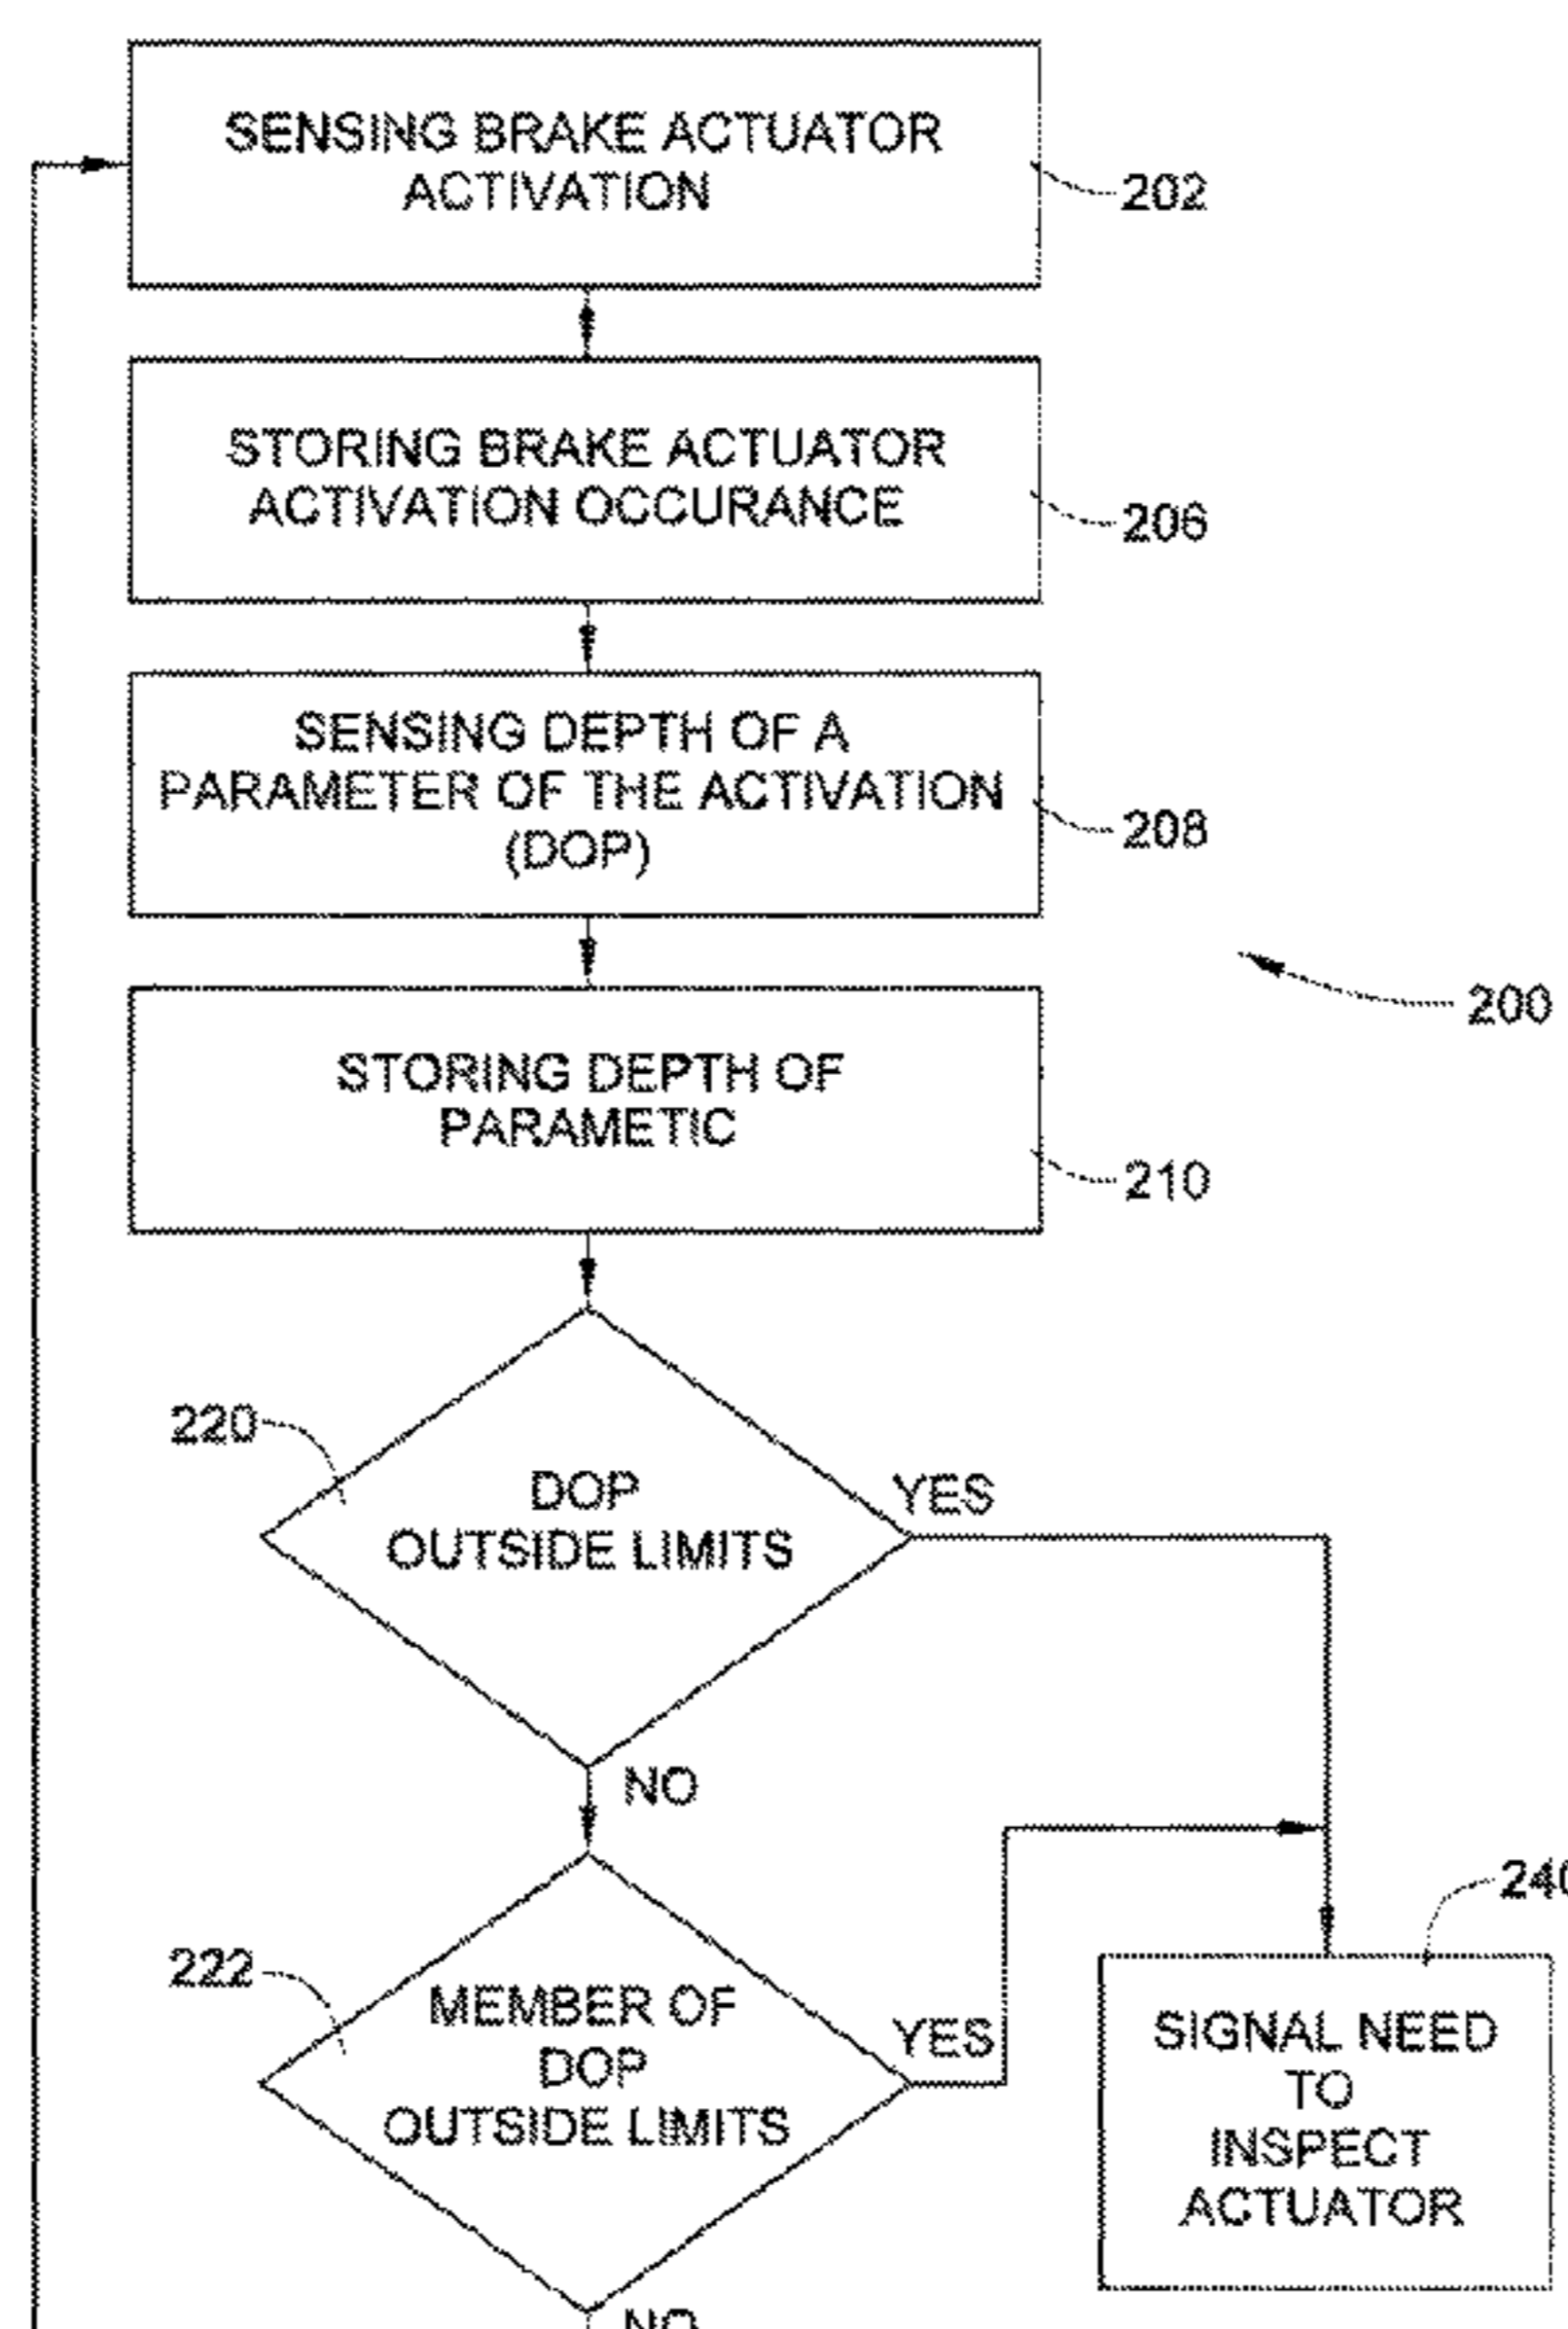 SENSING BRAKE ACTUATOR
ACTIVATION
202
STORING BRAKE ACTUATOR
ACTIVATION OCCURANCE
206
SENSING DEPTH OF A
PARAMETER OF THE ACTIVATION
(DOP)
208
200
STORING DEPTH OF
PARAMETIC
210
220
DOP
OUTSIDE LIMITS
YES
NO
240
222
MEMBER OF
DOP
OUTSIDE LIMITS
YES
SIGNAL NEED
TO
INSPECT
ACTUATOR
NO